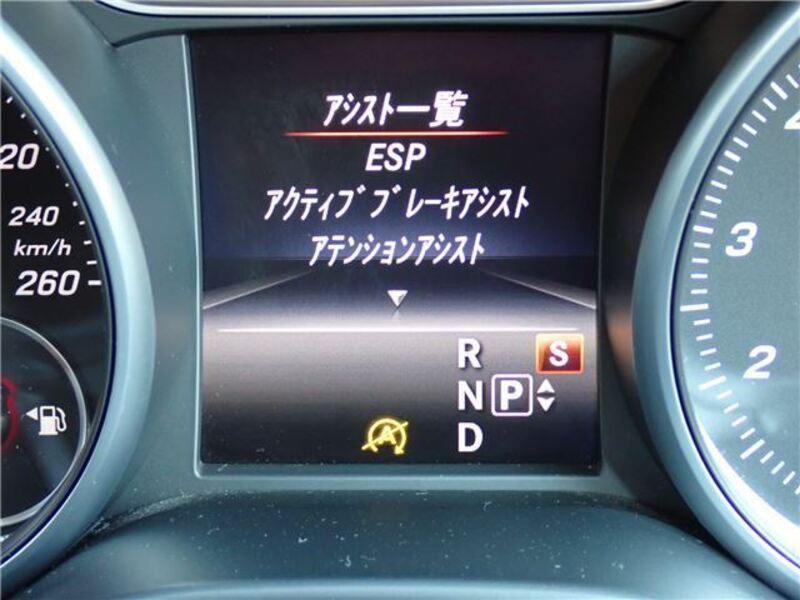 アシスト一覧
ESP
アクティブブレーキアシスト
アテンションアシスト
R S
N P
D
A
20
240
km/h
260
3
2